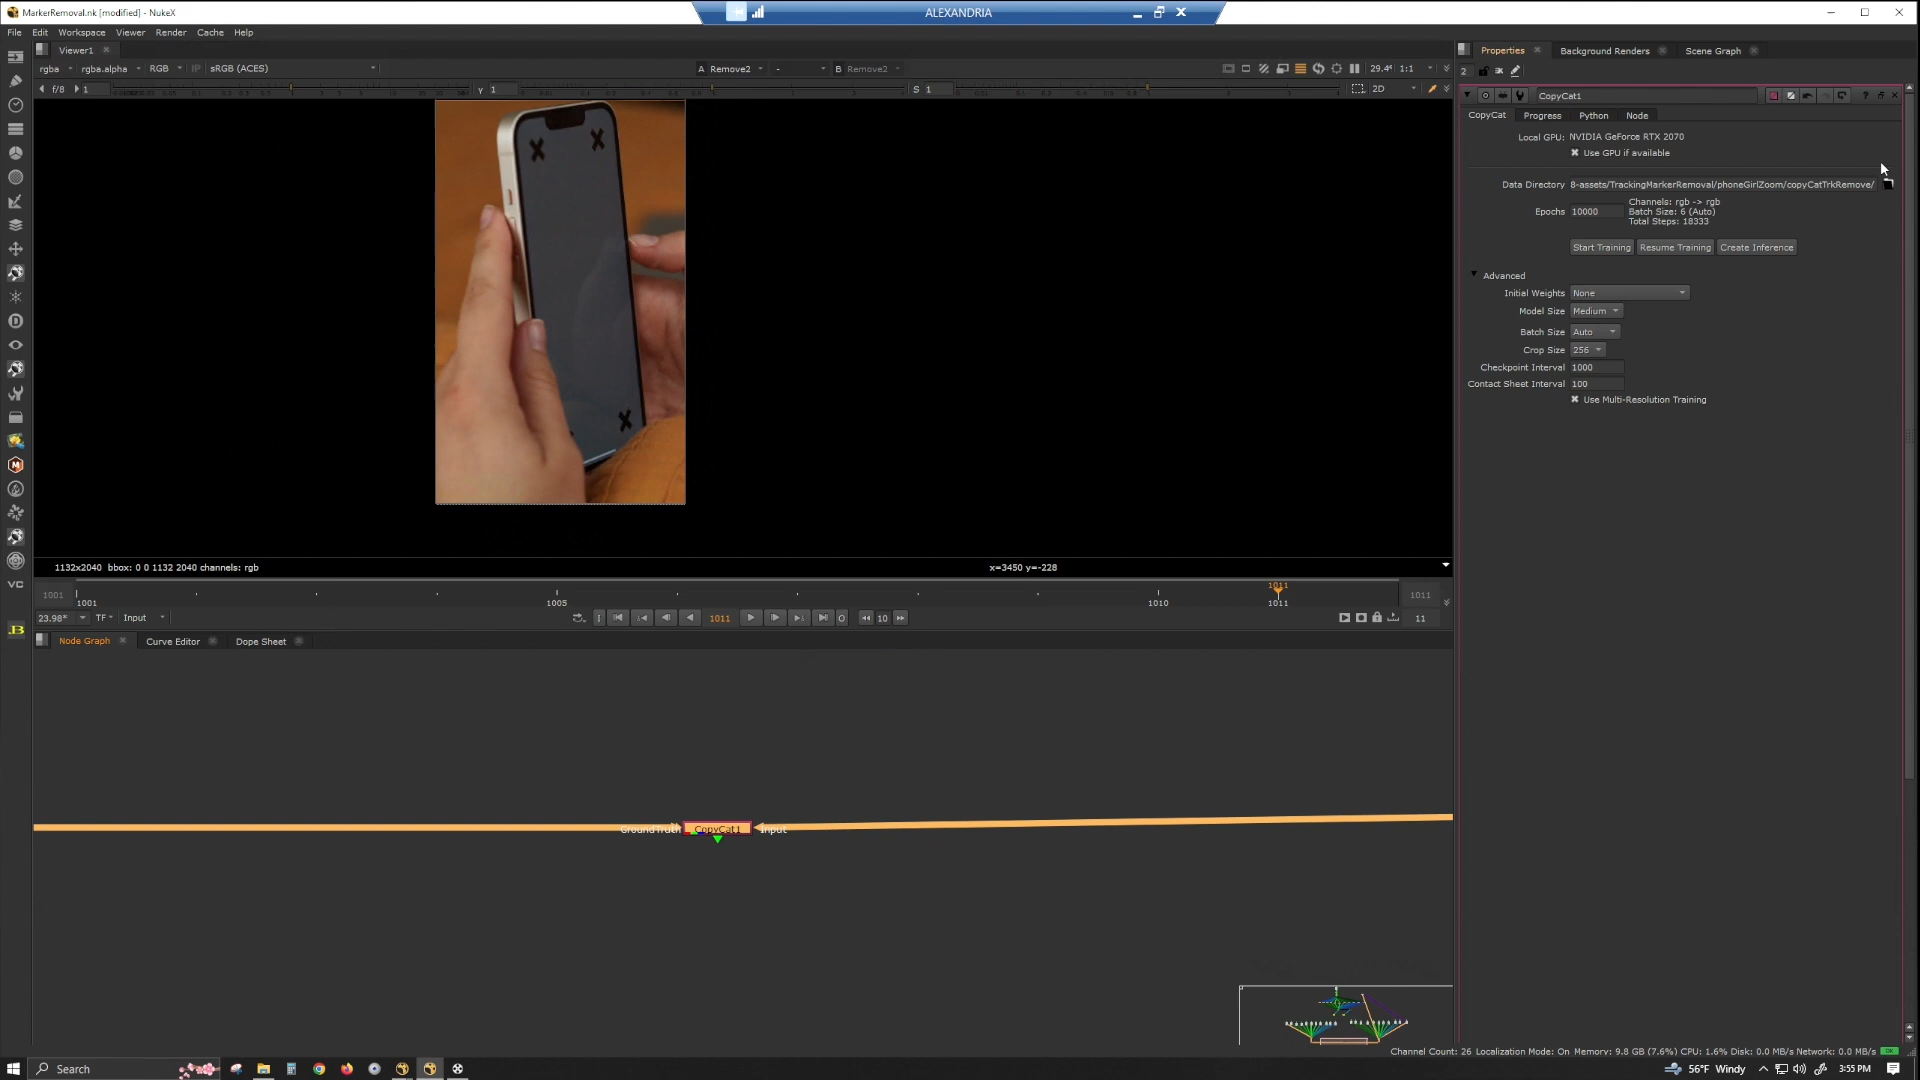 MarkerRemoval.nk [modified] - NukeX
ALEXANDRIA
File Edit Workspace Viewer Render Cache Help
Viewer1
rgba rgba.alpha RGB IP sRGB (ACES) A Remove2 - B Remove2 29.4* 1:1
f/8 1 γ 1 S 1 2D
1132x2040 bbox: 0 0 1132 2040 channels: rgb x=3450 y=-228
1001 1001 1005 1010 1011 1011 1011
23.98* TF Input 1011 10 11
Node Graph Curve Editor Dope Sheet
GroundTruth CopyCat1 Input
D
M
VC
.B
Properties Background Renders Scene Graph
2
CopyCat1
CopyCat Progress Python Node
Local GPU: NVIDIA GeForce RTX 2070
Use GPU if available
Data Directory 8-assets/TrackingMarkerRemoval/phoneGirlZoom/copyCatTrkRemove/
Epochs 10000
Channels: rgb -> rgb
Batch Size: 6 (Auto)
Total Steps: 18333
Start Training Resume Training Create Inference
Advanced
Initial Weights None
Model Size Medium
Batch Size Auto
Crop Size 256
Checkpoint Interval 1000
Contact Sheet Interval 100
Use Multi-Resolution Training
Channel Count: 26 Localization Mode: On Memory: 9.8 GB (7.6%) CPU: 1.6% Disk: 0.0 MB/s Network: 0.0 MB/s
Search
56°F Windy 3:55 PM